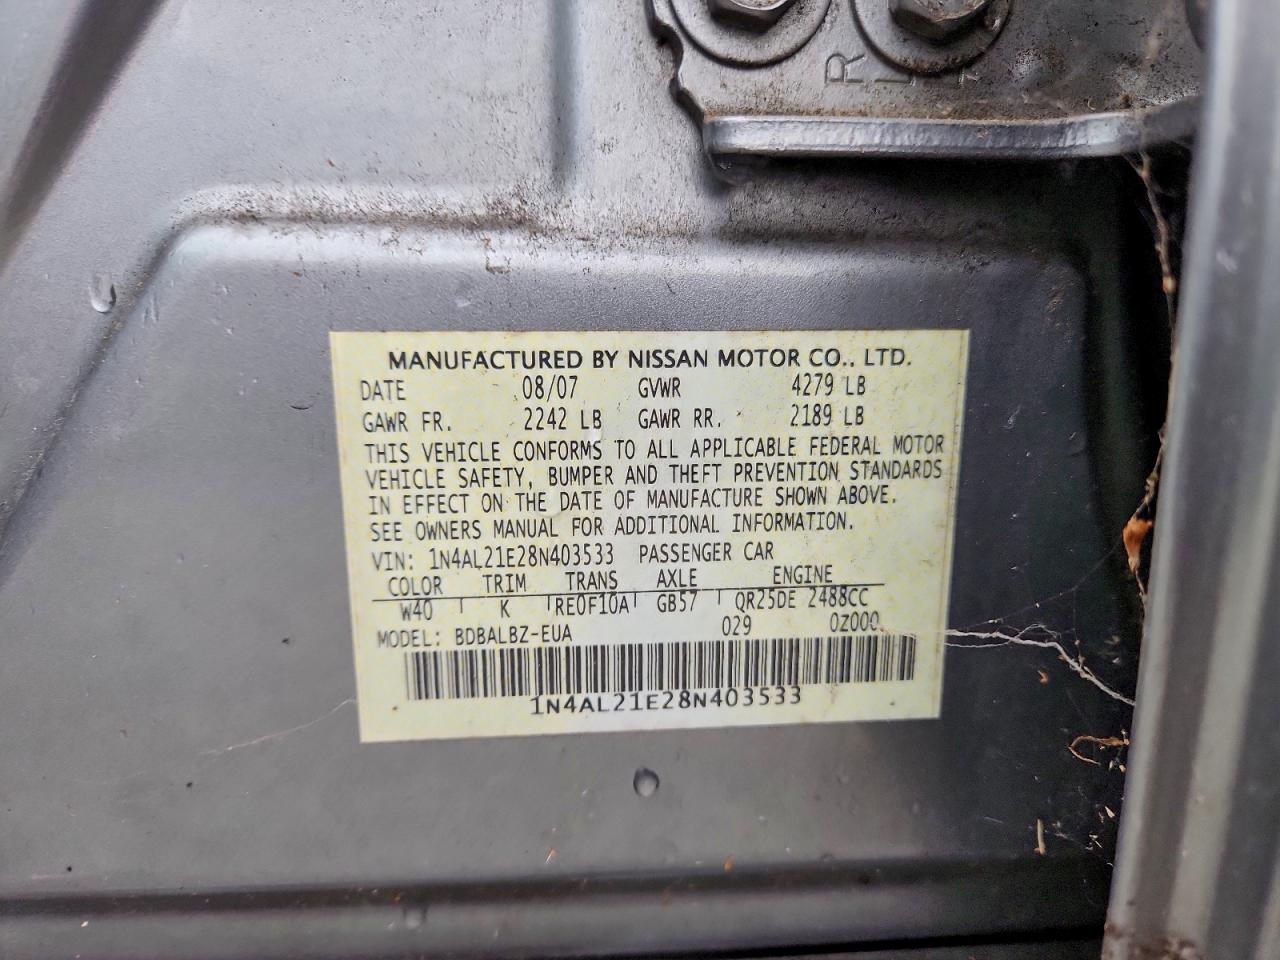 R L
MANUFACTURED BY NISSAN MOTOR CO., LTD.
DATE 08/07 GVWR 4279 LB
GAWR FR. 2242 LB GAWR RR. 2189 LB
THIS VEHICLE CONFORMS TO ALL APPLICABLE FEDERAL MOTOR
VEHICLE SAFETY, BUMPER AND THEFT PREVENTION STANDARDS
IN EFFECT ON THE DATE OF MANUFACTURE SHOWN ABOVE.
SEE OWNERS MANUAL FOR ADDITIONAL INFORMATION.
VIN: 1N4AL21E28N403533 PASSENGER CAR
COLOR TRIM TRANS AXLE ENGINE
W40 K RE0F10A GB57 QR25DE 2488CC
MODEL: BDBALBZ-EUA 029 0Z000
1N4AL21E28N403533